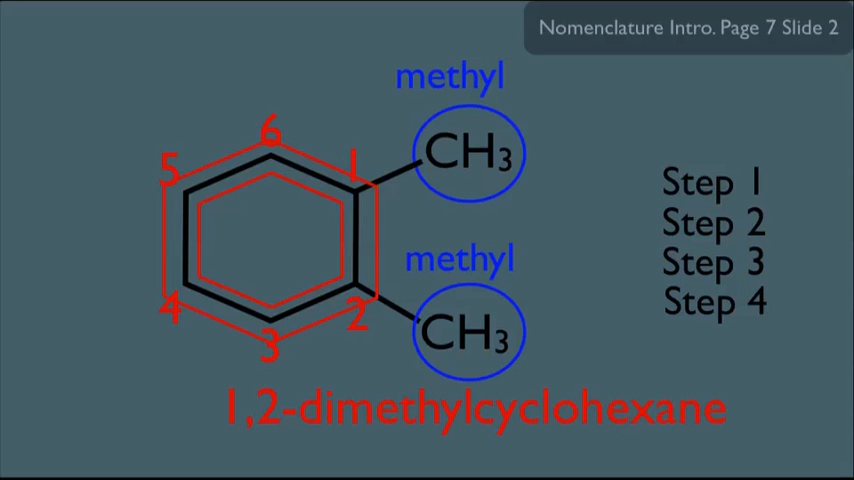 Nomenclature Intro. Page 7 Slide 2
methyl
6
1
CH3
5
Step 1
Step 2
methyl
Step 3
4
2
Step 4
3
CH3
1,2-dimethylcyclohexane